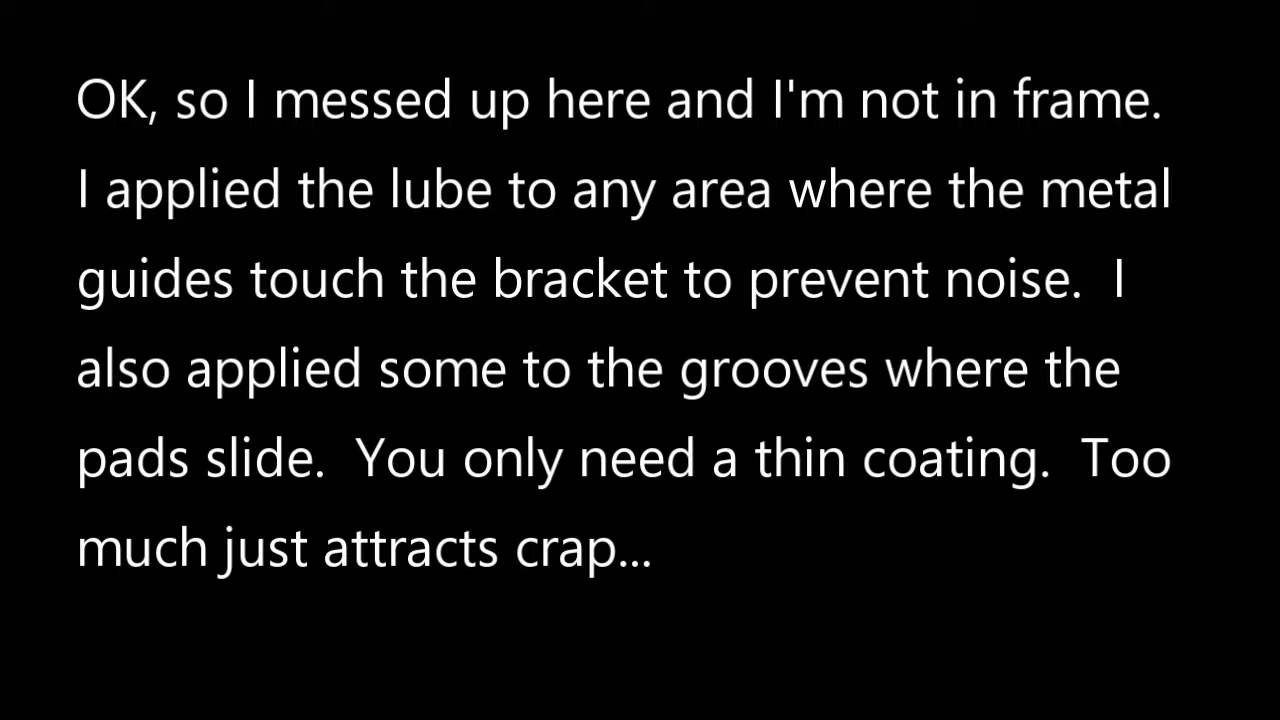 OK, so I messed up here and I'm not in frame.
I applied the lube to any area where the metal
guides touch the bracket to prevent noise.  I
also applied some to the grooves where the
pads slide.  You only need a thin coating.  Too
much just attracts crap...